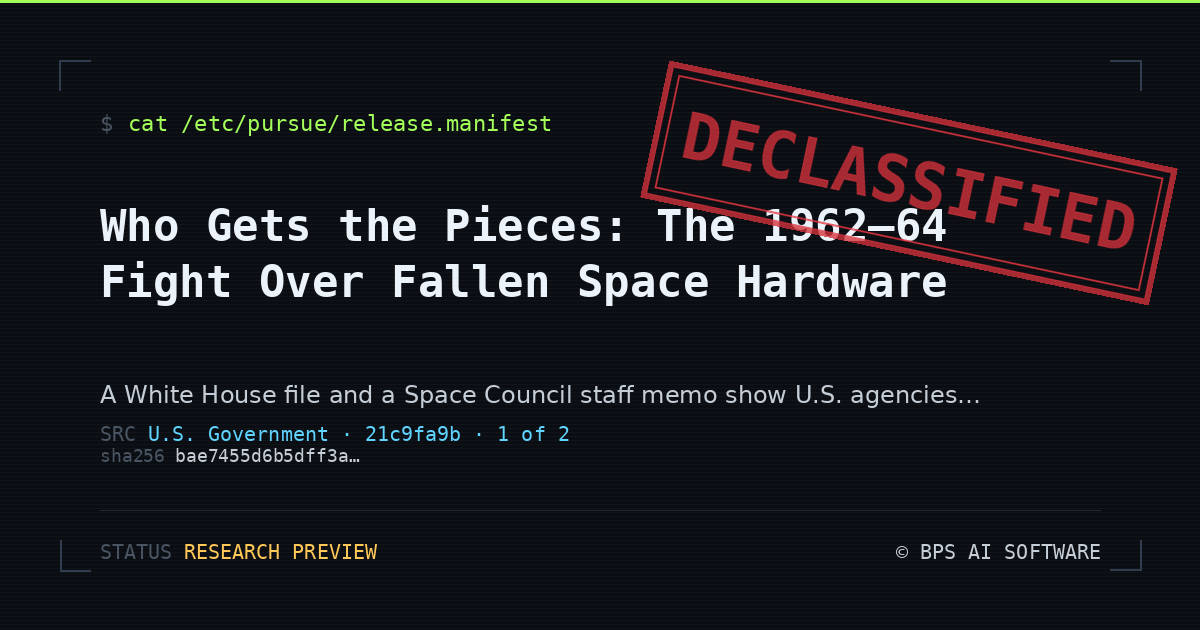 $ cat /etc/pursue/release.manifest
DECLASSIFIED
Who Gets the Pieces: The 1962–64
Fight Over Fallen Space Hardware
A White House file and a Space Council staff memo show U.S. agencies…
SRC U.S. Government · 21c9fa9b · 1 of 2
sha256 bae7455d6b5dff3a…
STATUS RESEARCH PREVIEW
© BPS AI SOFTWARE